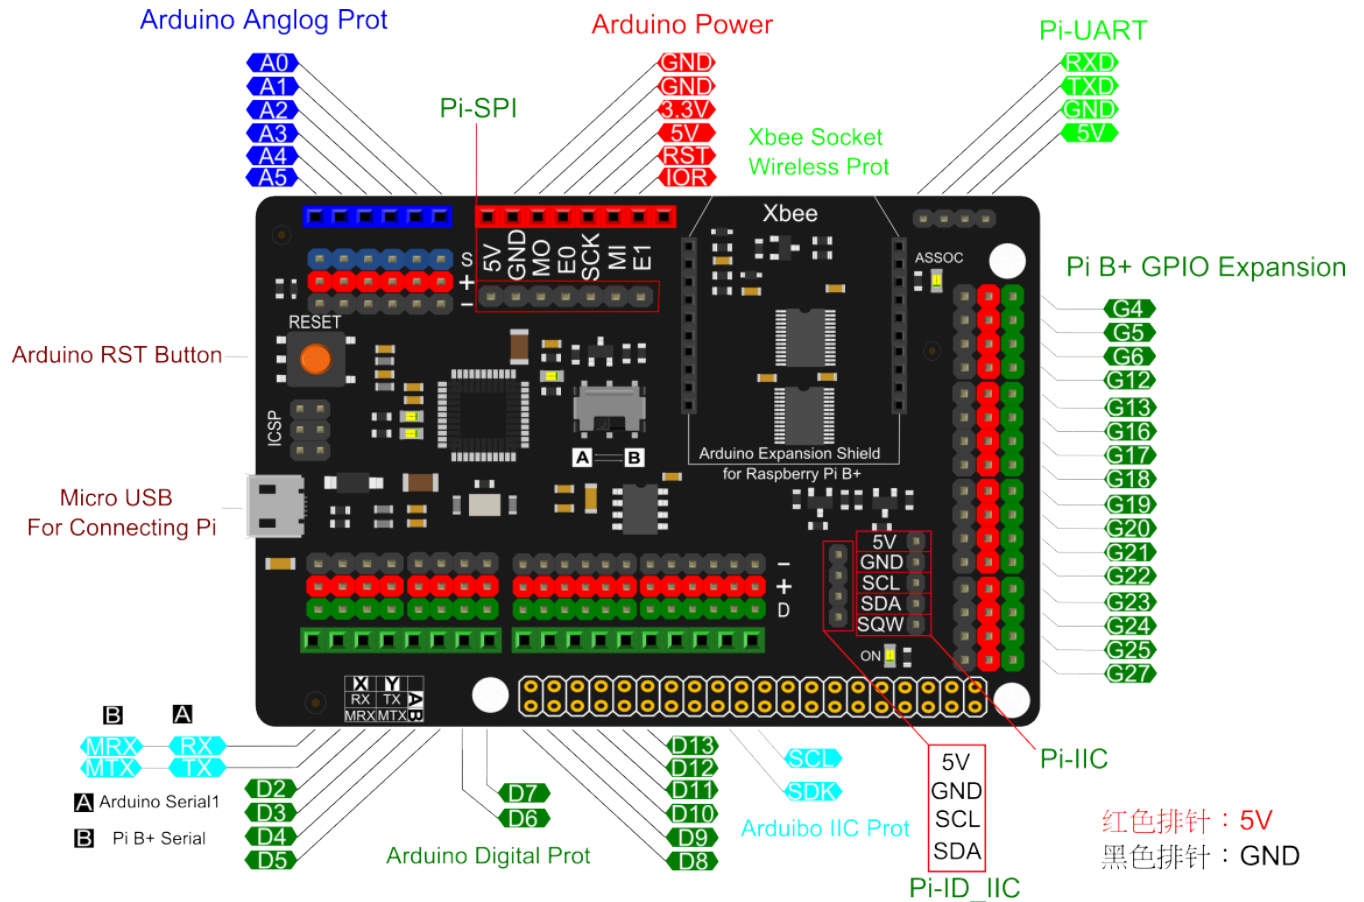 Arduino Anglog Prot
Arduino Power
Pi-UART
A0
A1
A2
A3
A4
A5
Pi-SPI
GND
GND
3.3V
5V
RST
IOR
Xbee Socket
Wireless Prot
RXD
TXD
GND
5V
Xbee
5V
GND
MO
E0
SCK
MI
E1
S
+
−
ASSOC
Pi B+ GPIO Expansion
RESET
Arduino RST Button
ICSP
A
B
Arduino Expansion Shield
for Raspberry Pi B+
G4
G5
G6
G12
G13
G16
G17
G18
G19
G20
G21
G22
G23
G24
G25
G27
Micro USB
For Connecting Pi
5V
GND
SCL
SDA
SQW
−
+
D
ON
X Y
RX TX A
MRX MTX B
B A
MRX RX
MTX TX
A Arduino Serial1
B Pi B+ Serial
D2
D3
D4
D5
D7
D6
Arduino Digital Prot
D13
D12
D11
D10
D9
D8
SCL
SDK
Arduibo IIC Prot
5V
GND
SCL
SDA
Pi-ID_IIC
Pi-IIC
红色排针：5V
黑色排针：GND